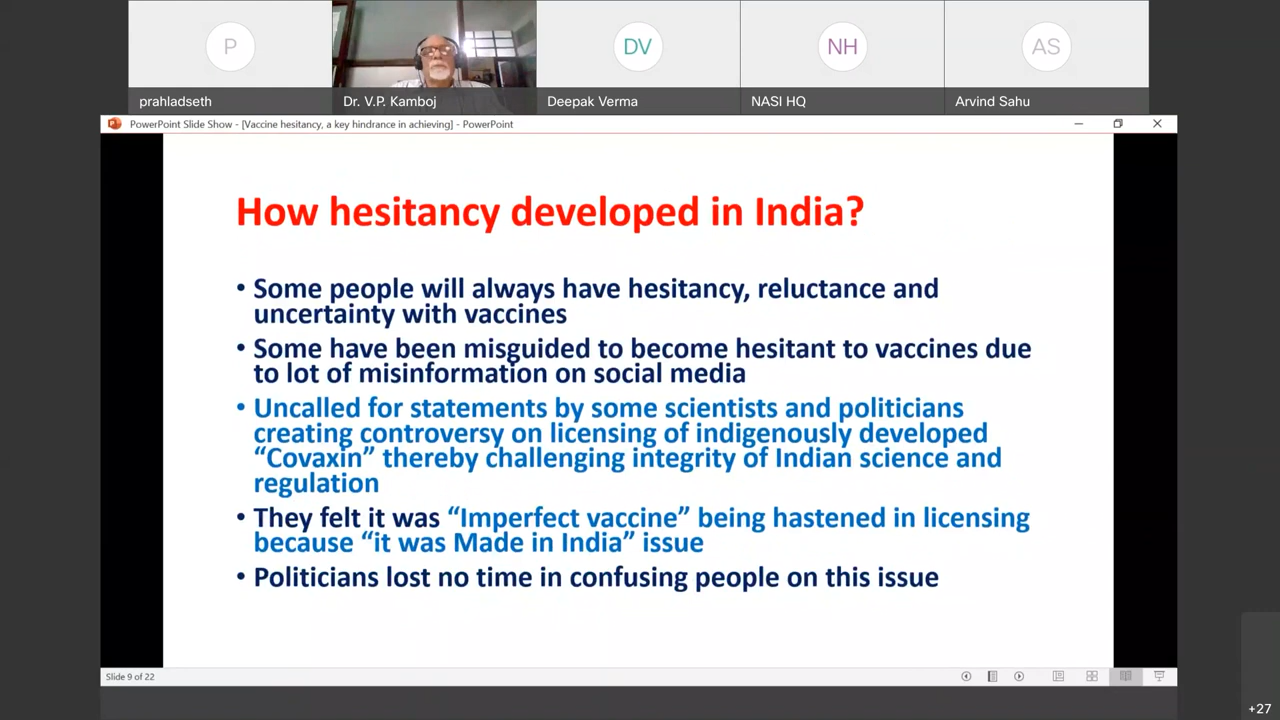 P
DV
NH
AS
prahladseth
Dr. V.P. Kamboj
Deepak Verma
NASI HQ
Arvind Sahu
PowerPoint Slide Show - [Vaccine hesitancy, a key hindrance in achieving] - PowerPoint
How hesitancy developed in India?
• Some people will always have hesitancy, reluctance and
uncertainty with vaccines
• Some have been misguided to become hesitant to vaccines due
to lot of misinformation on social media
• Uncalled for statements by some scientists and politicians
creating controversy on licensing of indigenously developed
“Covaxin” thereby challenging integrity of Indian science and
regulation
• They felt it was “Imperfect vaccine” being hastened in licensing
because “it was Made in India” issue
• Politicians lost no time in confusing people on this issue
Slide 9 of 22
+27